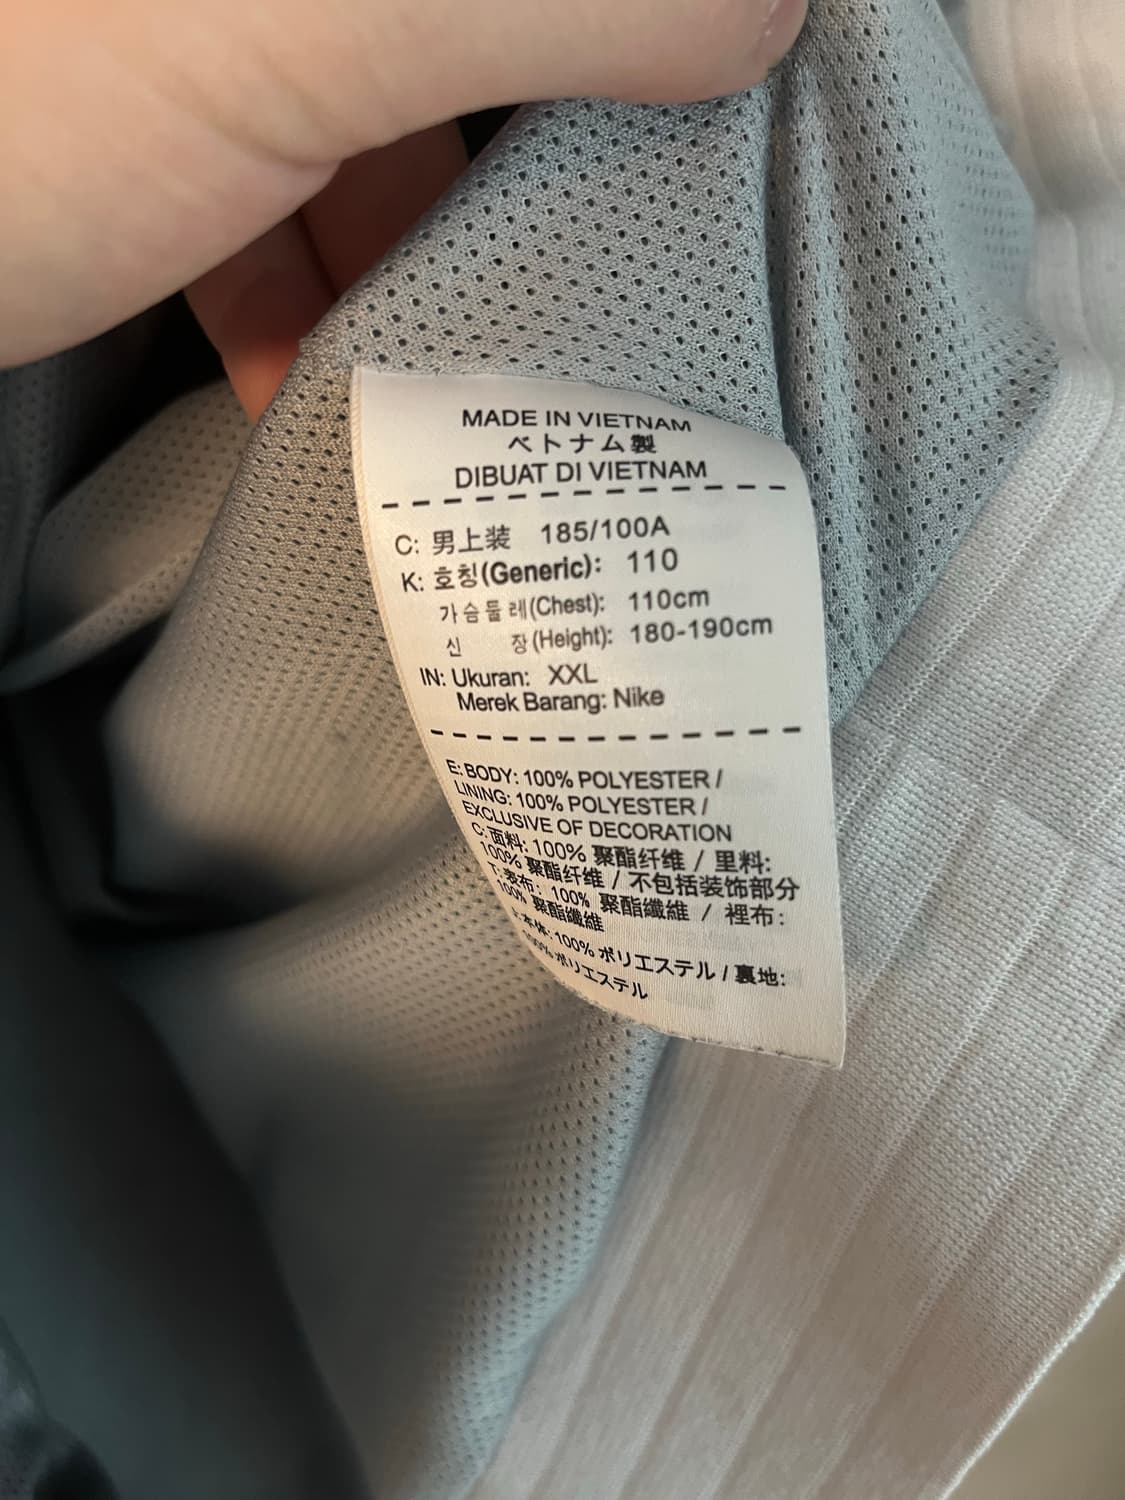 MADE IN VIETNAM
ベトナム製
DIBUAT DI VIETNAM
C: 男上装 185/100A
K: 호칭(Generic): 110
가슴둘레(Chest): 110cm
신 장(Height): 180-190cm
IN: Ukuran: XXL
Merek Barang: Nike
E: BODY: 100% POLYESTER /
LINING: 100% POLYESTER /
EXCLUSIVE OF DECORATION
C: 面料: 100% 聚酯纤维 / 里料:
100% 聚酯纤维 / 不包括装饰部分
T: 表布: 100% 聚酯纖維 / 裡布:
100% 聚酯纖維
本体: 100% ポリエステル / 裏地:
100% ポリエステル